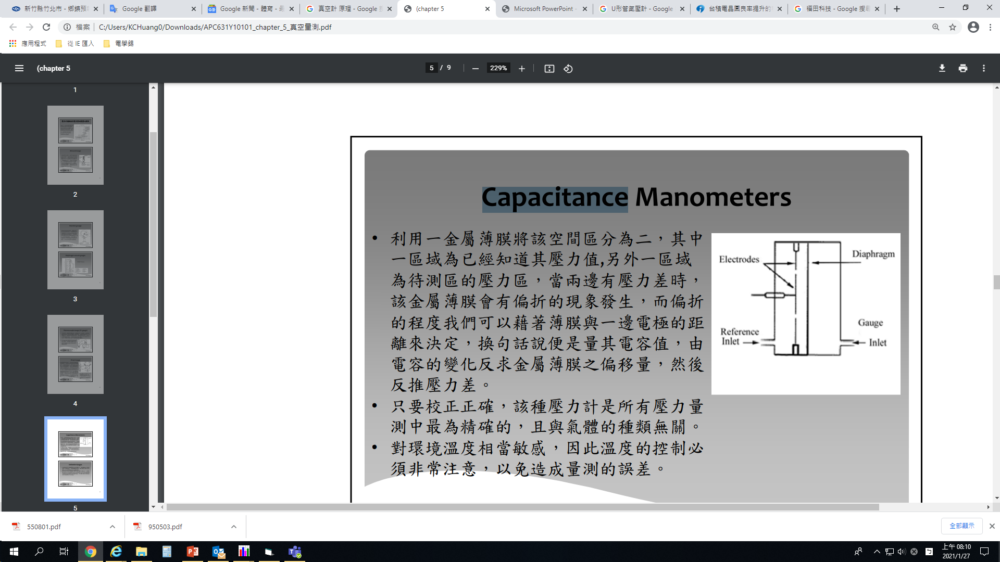 新竹縣竹北市 - 鄉鎮預
Google 翻譯
Google 新聞 - 體育 -
真空計 原理 - Google
(chapter 5
Microsoft PowerPoint -
U形管氣壓計 - Google
台積電晶圓良率提升的
福田科技 - Google 搜
檔案
C:/Users/KCHuang0/Downloads/APC631Y10101_chapter_5_真空量測.pdf
應用程式
從 IE 匯入
電學錫
(chapter 5
5 / 9
229%
1
2
3
4
5
Capacitance Manometers
• 利用一金屬薄膜將該空間區分為二，其中
一區域為已經知道其壓力值,另外一區域
為待測區的壓力區，當兩邊有壓力差時，
該金屬薄膜會有偏折的現象發生，而偏折
的程度我們可以藉著薄膜與一邊電極的距
離來決定，換句話說便是量其電容值，由
電容的變化反求金屬薄膜之偏移量，然後
反推壓力差。
• 只要校正正確，該種壓力計是所有壓力量
測中最為精確的，且與氣體的種類無關。
• 對環境溫度相當敏感，因此溫度的控制必
須非常注意，以免造成量測的誤差。
Electrodes
Diaphragm
Reference
Inlet
Gauge
Inlet
550801.pdf
950503.pdf
全部顯示
上午 08:10
2021/1/27